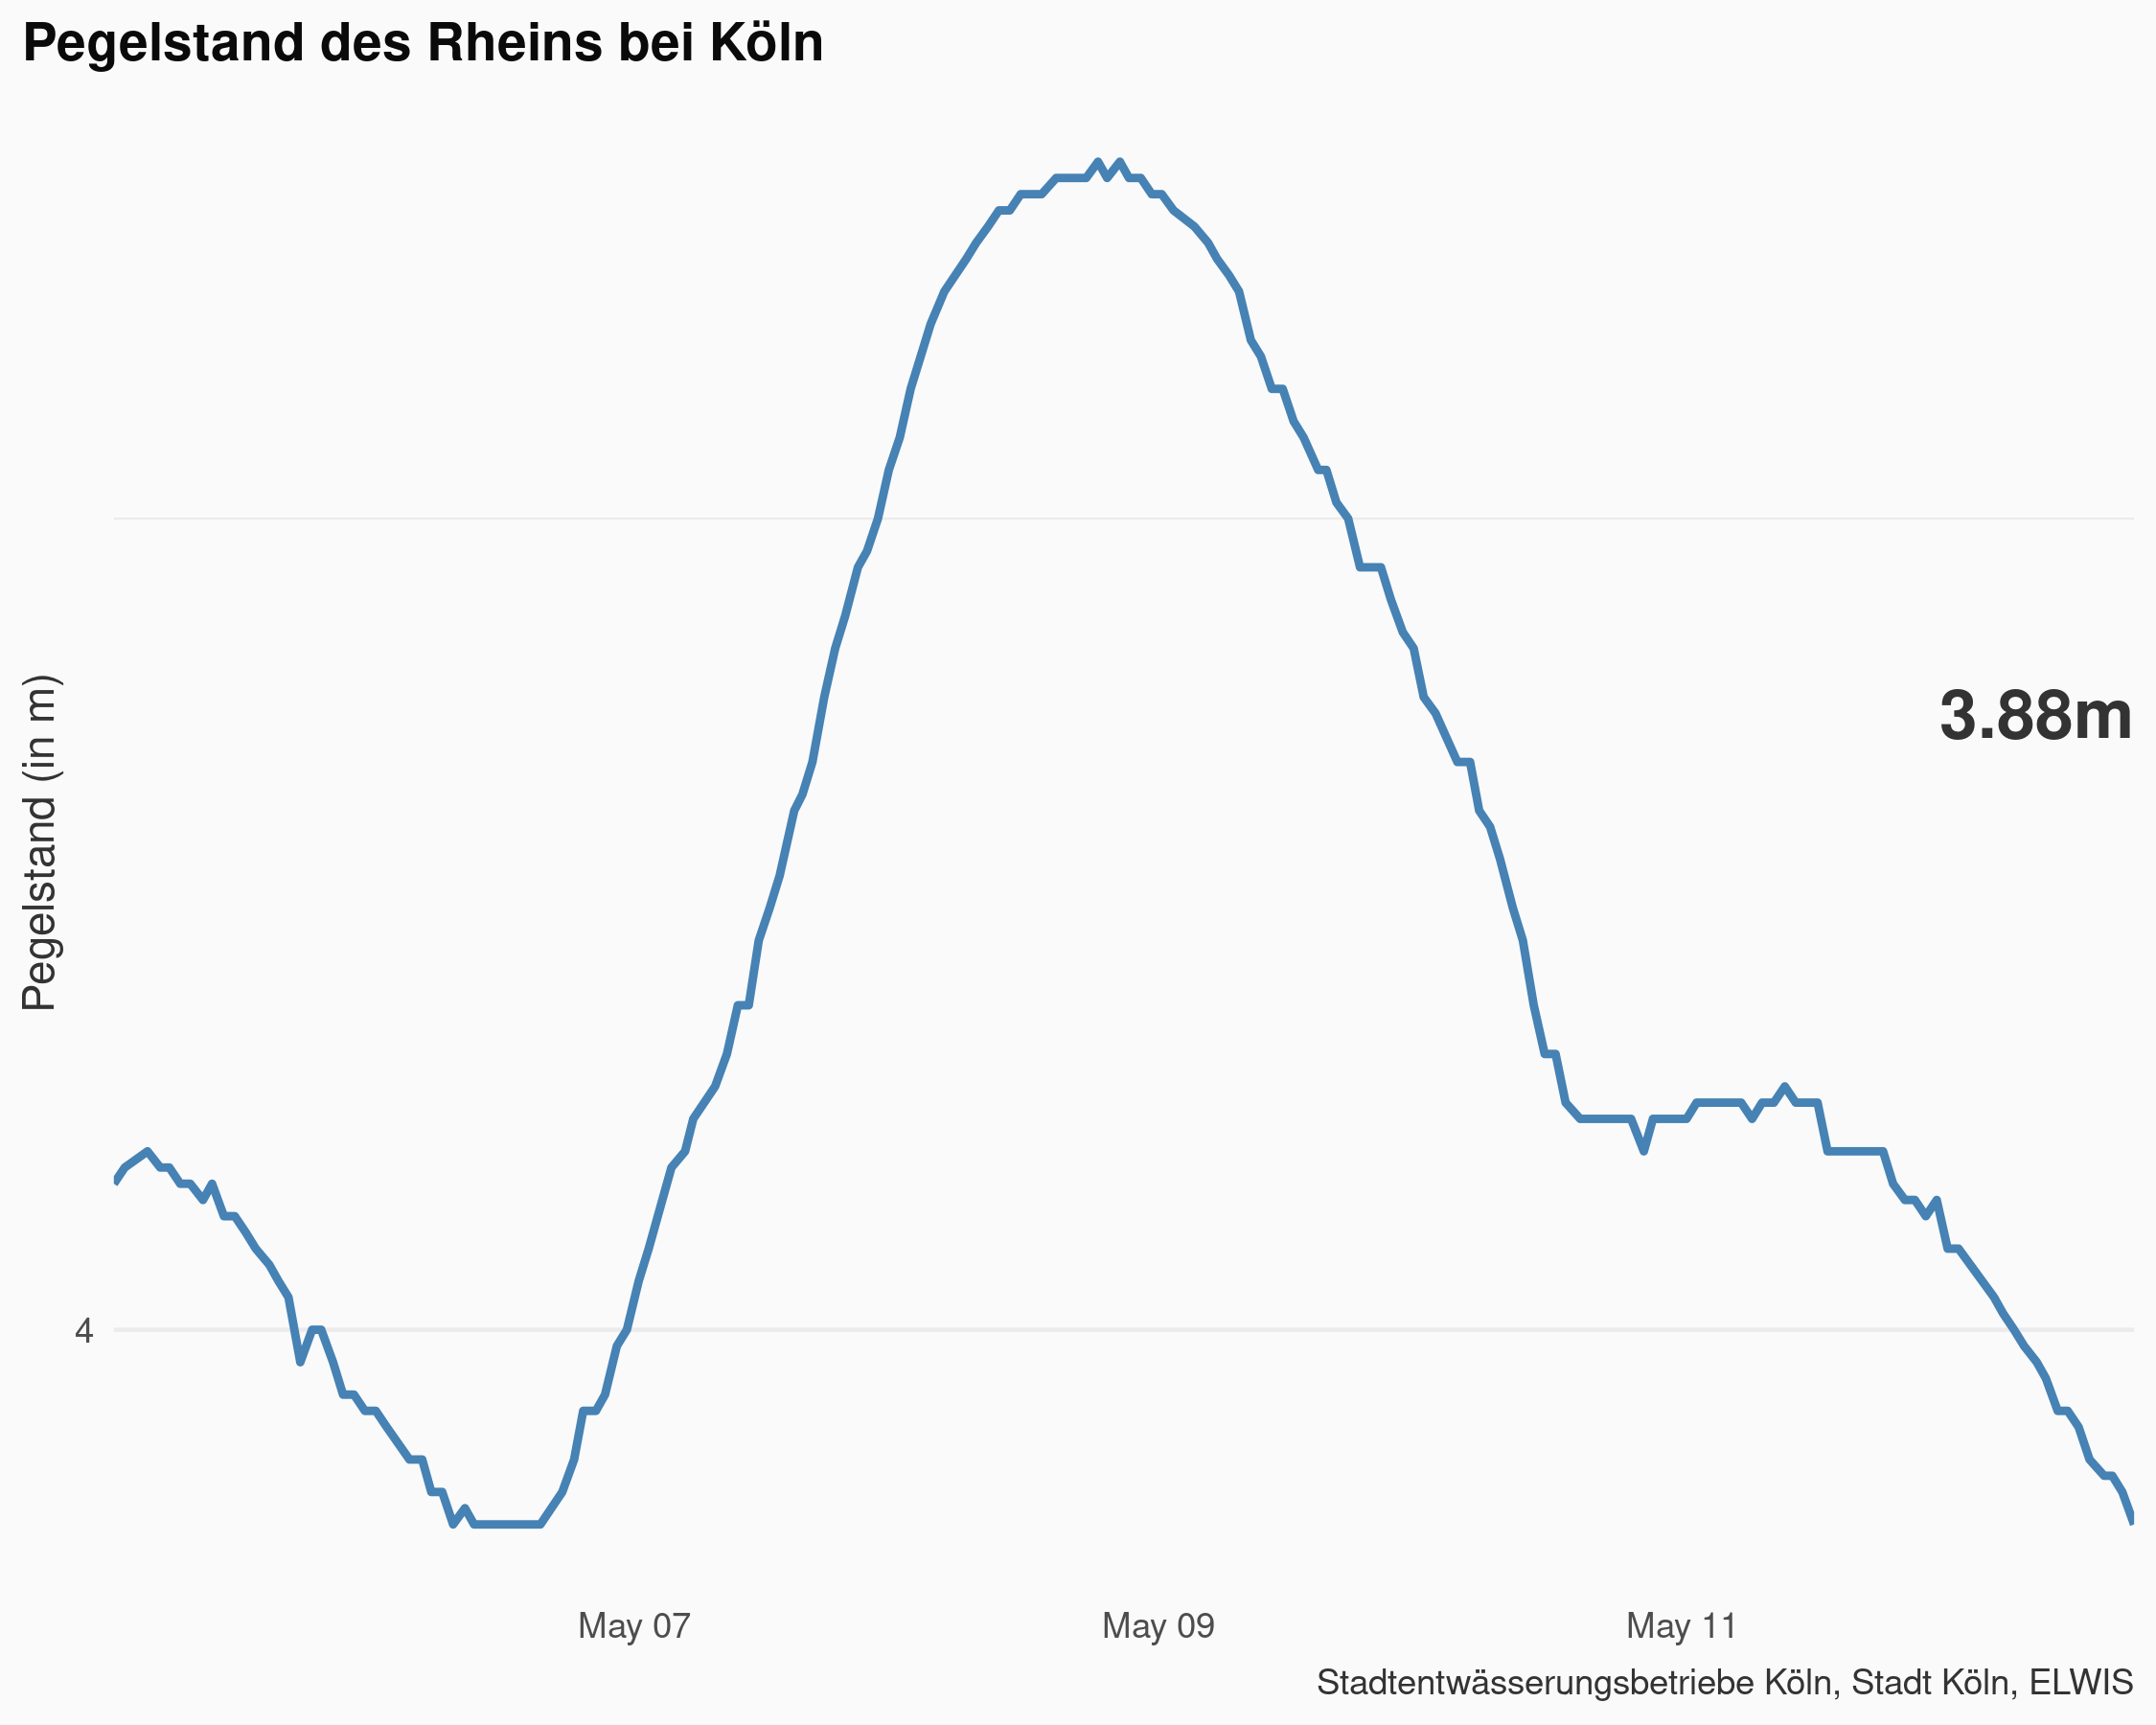 Pegelstand des Rheins bei Köln
Pegelstand (in m)
3.88m
4
May 07
May 09
May 11
Stadtentwässerungsbetriebe Köln, Stadt Köln, ELWIS